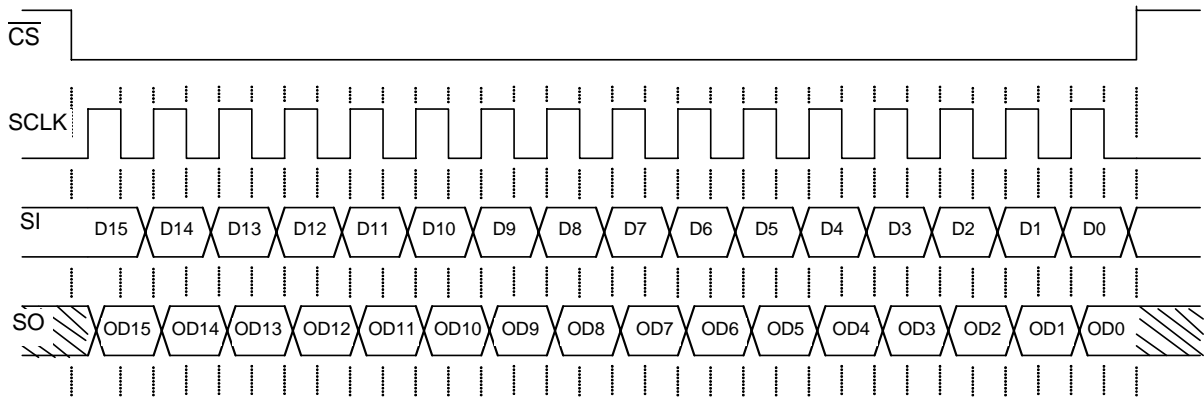 C̅S̅
SCLK
SI D15 D14 D13 D12 D11 D10 D9 D8 D7 D6 D5 D4 D3 D2 D1 D0
SO OD15 OD14 OD13 OD12 OD11 OD10 OD9 OD8 OD7 OD6 OD5 OD4 OD3 OD2 OD1 OD0